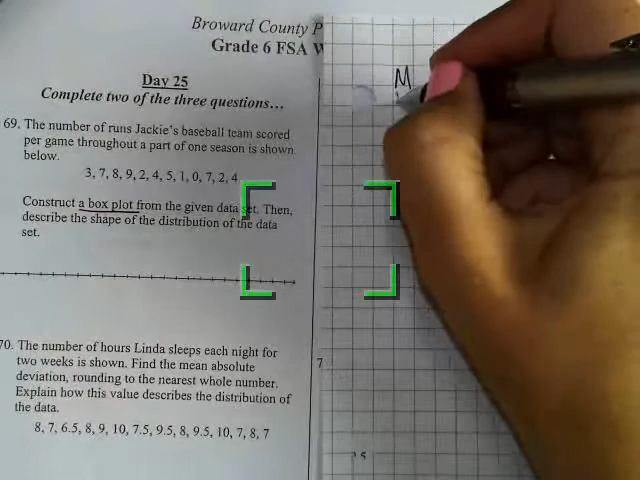 Broward County P
Grade 6 FSA
Day 25
Complete two of the three questions…
69. The number of runs Jackie's baseball team scored
per game throughout a part of one season is shown
below.
3, 7, 8, 9, 2, 4, 5, 1, 0, 7, 2, 4
Construct a box plot from the given data set. Then,
describe the shape of the distribution of the data
set.
70. The number of hours Linda sleeps each night for
two weeks is shown. Find the mean absolute
deviation, rounding to the nearest whole number.
Explain how this value describes the distribution of
the data.
8, 7, 6.5, 8, 9, 10, 7.5, 9.5, 8, 9.5, 10, 7, 8, 7
M
7